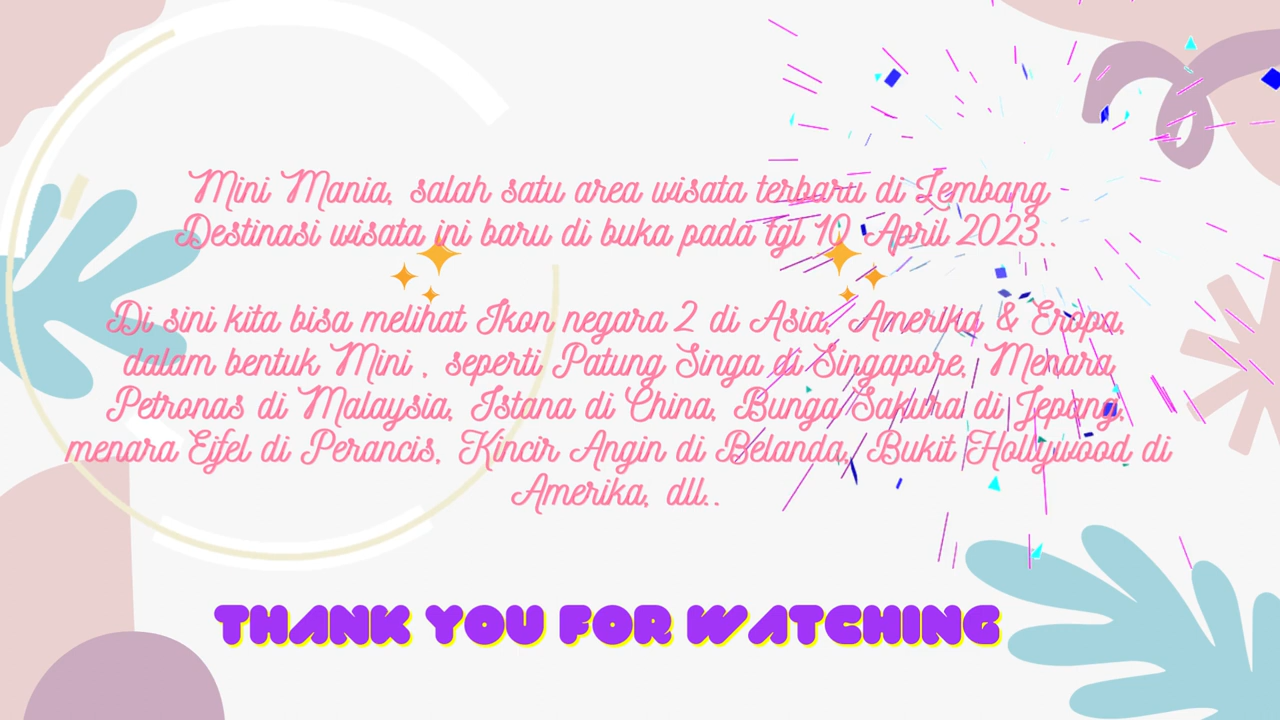 Mini Mania, salah satu area wisata terbaru di Lembang
Destinasi wisata ini baru di buka pada tgl 10 April 2023..
Di sini kita bisa melihat Ikon negara 2 di Asia, Amerika & Eropa,
dalam bentuk Mini , seperti Patung Singa di Singapore, Menara
Petronas di Malaysia, Istana di China, Bunga Sakura di Jepang,
menara Eifel di Perancis, Kincir Angin di Belanda, Bukit Hollywood di
Amerika, dll..
THANK YOU FOR WATCHING